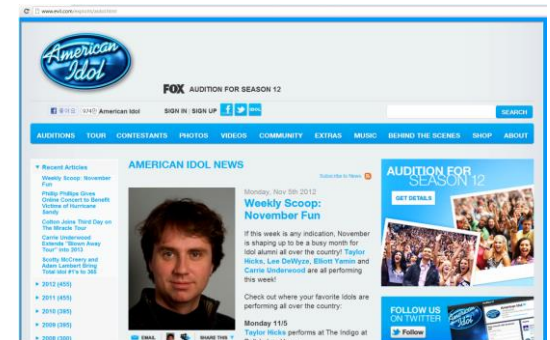 www.evil.com/
American
Idol
FOX AUDITION FOR SEASON 12
좋아요
American Idol
SIGN IN | SIGN UP
SEARCH
AUDITIONS TOUR CONTESTANTS PHOTOS VIDEOS COMMUNITY EXTRAS MUSIC BEHIND THE SCENES SHOP ABOUT
Recent Articles
Weekly Scoop: November
Fun
Phillip Phillips Gives
Online Concert to Benefit
Victims of Hurricane
Sandy
Colton Joins Third Day on
The Miracle Tour
Carrie Underwood
Extends "Blown Away
Tour" into 2013
Scotty McCreery and
Adam Lambert Bring
Total Idol #1's to 365
2012 (455)
2011 (455)
2010 (395)
2009 (385)
2008 (300)
AMERICAN IDOL NEWS
Subscribe to News
Monday, Nov 5th 2012
Weekly Scoop:
November Fun
If this week is any indication, November
is shaping up to be a busy month for
Idol alumni all over the country! Taylor
Hicks, Lee DeWyze, Elliott Yamin and
Carrie Underwood are all performing
this week!
Check out where your favorite Idols are
performing all over the country:
Monday 11/5
Taylor Hicks performs at The Indigo at
EMAIL
SHARE THIS
AUDITION FOR
SEASON 12
GET DETAILS
FOLLOW US
ON TWITTER
Follow